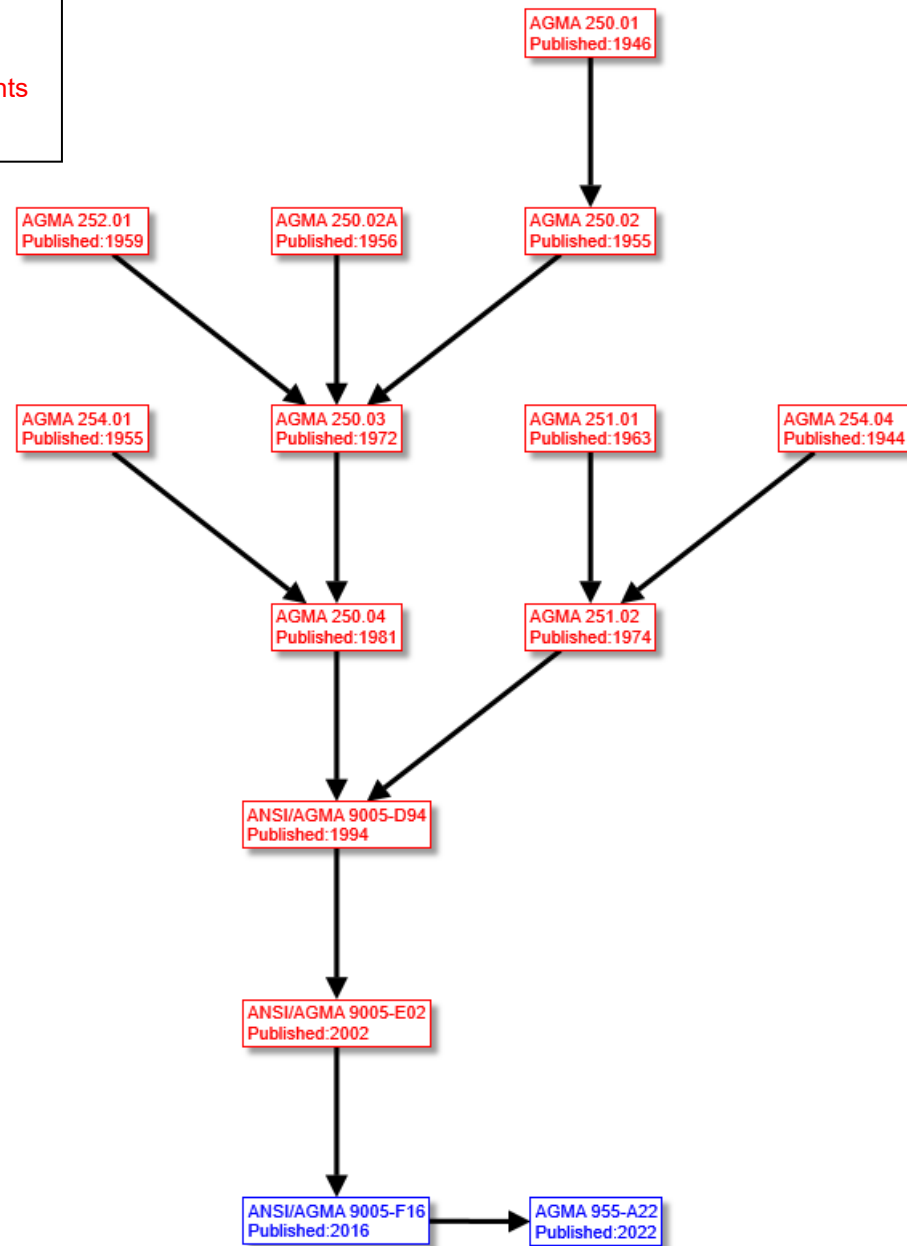 AGMA 250.01
Published:1946
nts
AGMA 252.01
Published:1959
AGMA 250.02A
Published:1956
AGMA 250.02
Published:1955
AGMA 254.01
Published:1955
AGMA 250.03
Published:1972
AGMA 251.01
Published:1963
AGMA 254.04
Published:1944
AGMA 250.04
Published:1981
AGMA 251.02
Published:1974
ANSI/AGMA 9005-D94
Published:1994
ANSI/AGMA 9005-E02
Published:2002
ANSI/AGMA 9005-F16
Published:2016
AGMA 955-A22
Published:2022